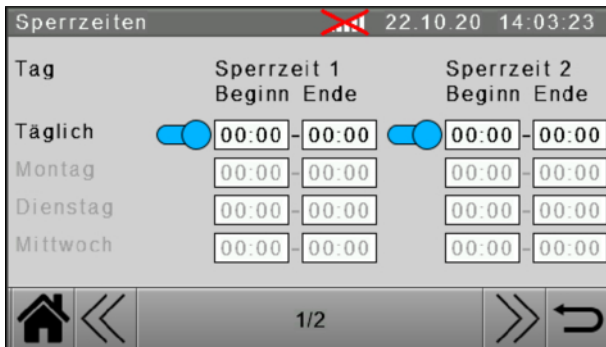 Sperrzeiten 22.10.20 14:03:23
Tag Sperrzeit 1 Sperrzeit 2
Beginn Ende Beginn Ende
Täglich 00:00 - 00:00 00:00 - 00:00
Montag 00:00 - 00:00 00:00 - 00:00
Dienstag 00:00 - 00:00 00:00 - 00:00
Mittwoch 00:00 - 00:00 00:00 - 00:00
1/2